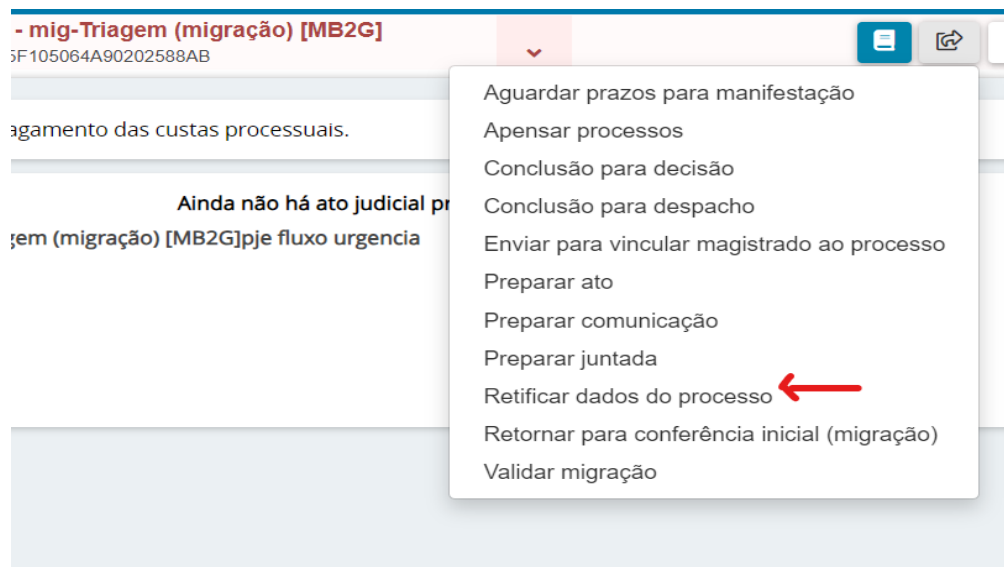 - mig-Triagem (migração) [MB2G]
5F105064A90202588AB
Aguardar prazos para manifestação
agamento das custas processuais.
Apensar processos
Conclusão para decisão
Ainda não há ato judicial pr
Conclusão para despacho
gem (migração) [MB2G]pje fluxo urgencia
Enviar para vincular magistrado ao processo
Preparar ato
Preparar comunicação
Preparar juntada
Retificar dados do processo
Retornar para conferência inicial (migração)
Validar migração